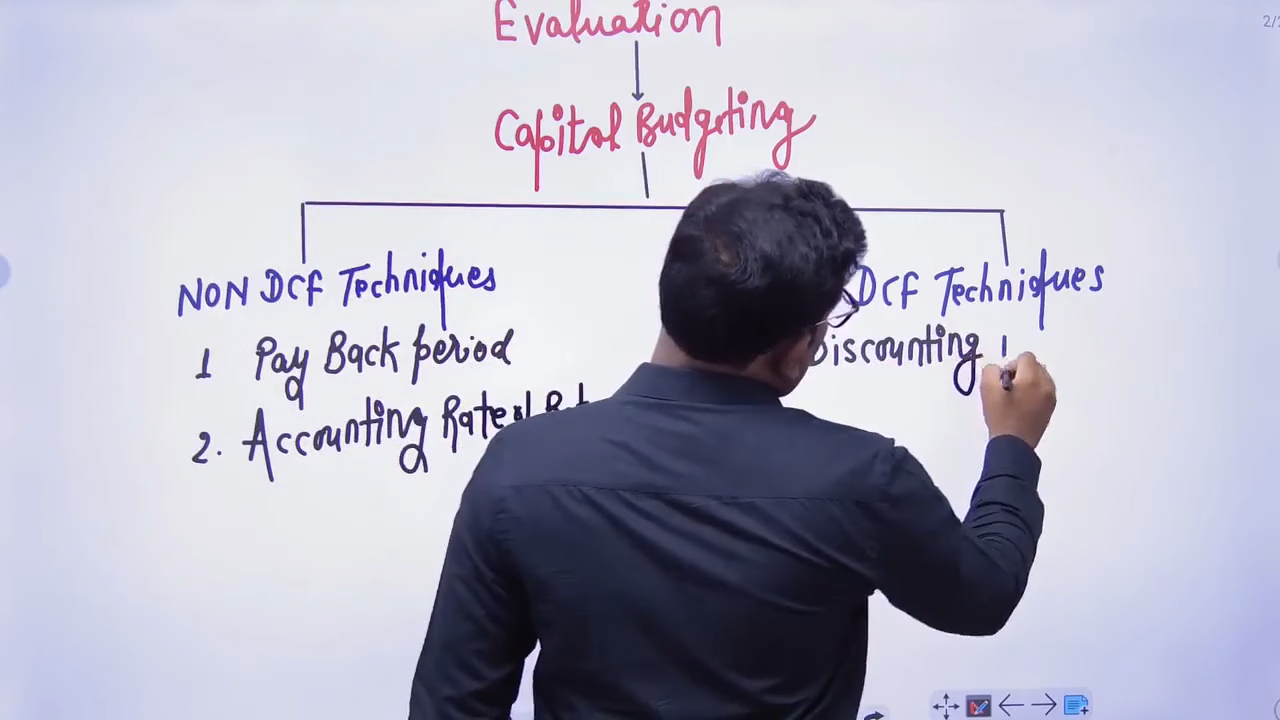 Evaluation
Capital Budgeting
NON DCF Techniques
DCF Techniques
1 Pay Back period
Discounting
2. Accounting Rate of